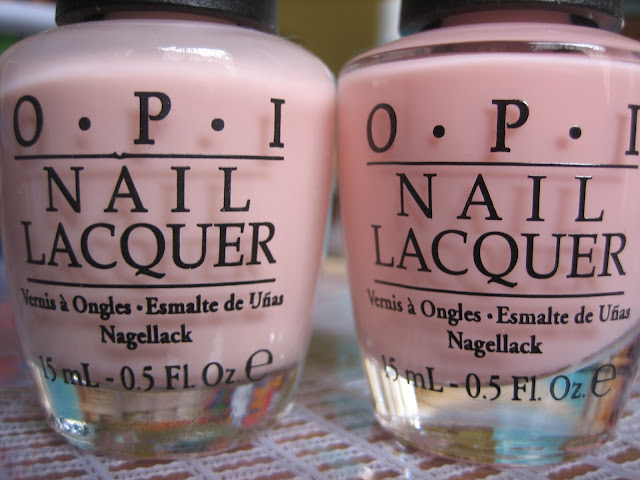 O · P · I
NAIL
LACQUER
Vernis à Ongles · Esmalte de Uñas
Nagellack
15 mL - 0.5 Fl. Oz. e
O · P · I
NAIL
LACQUER
Vernis à Ongles · Esmalte de Uñas
Nagellack
15 mL - 0.5 Fl. Oz. e